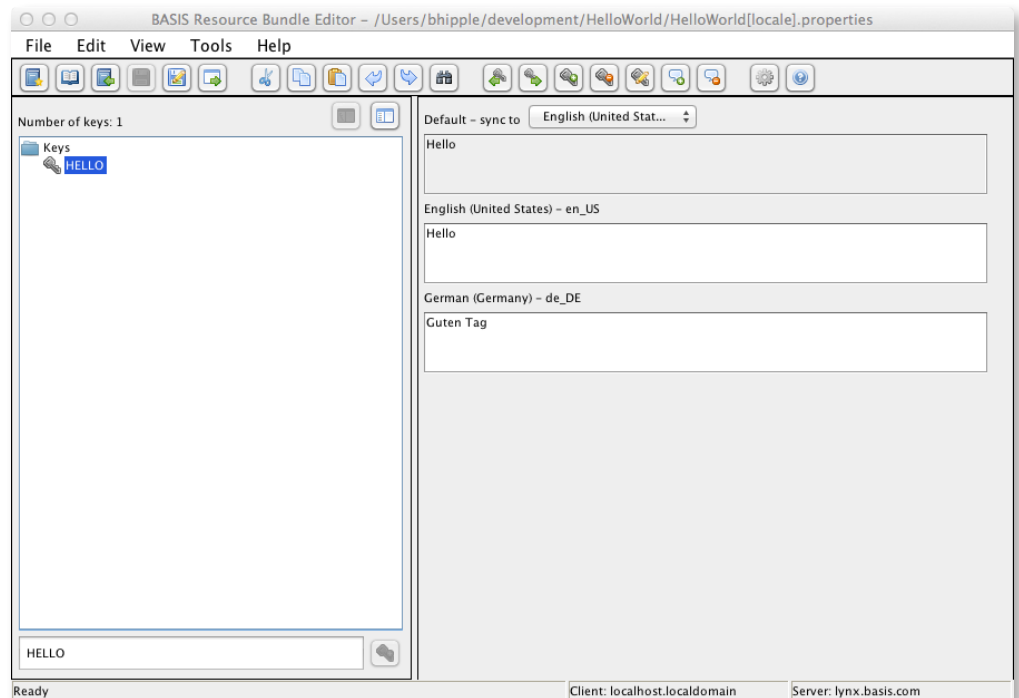 BASIS Resource Bundle Editor – /Users/bhipple/development/HelloWorld/HelloWorld[locale].properties
File Edit View Tools Help
Number of keys: 1
Keys
HELLO
HELLO
Default – sync to English (United Stat...
Hello
English (United States) – en_US
Hello
German (Germany) – de_DE
Guten Tag
Ready Client: localhost.localdomain Server: lynx.basis.com